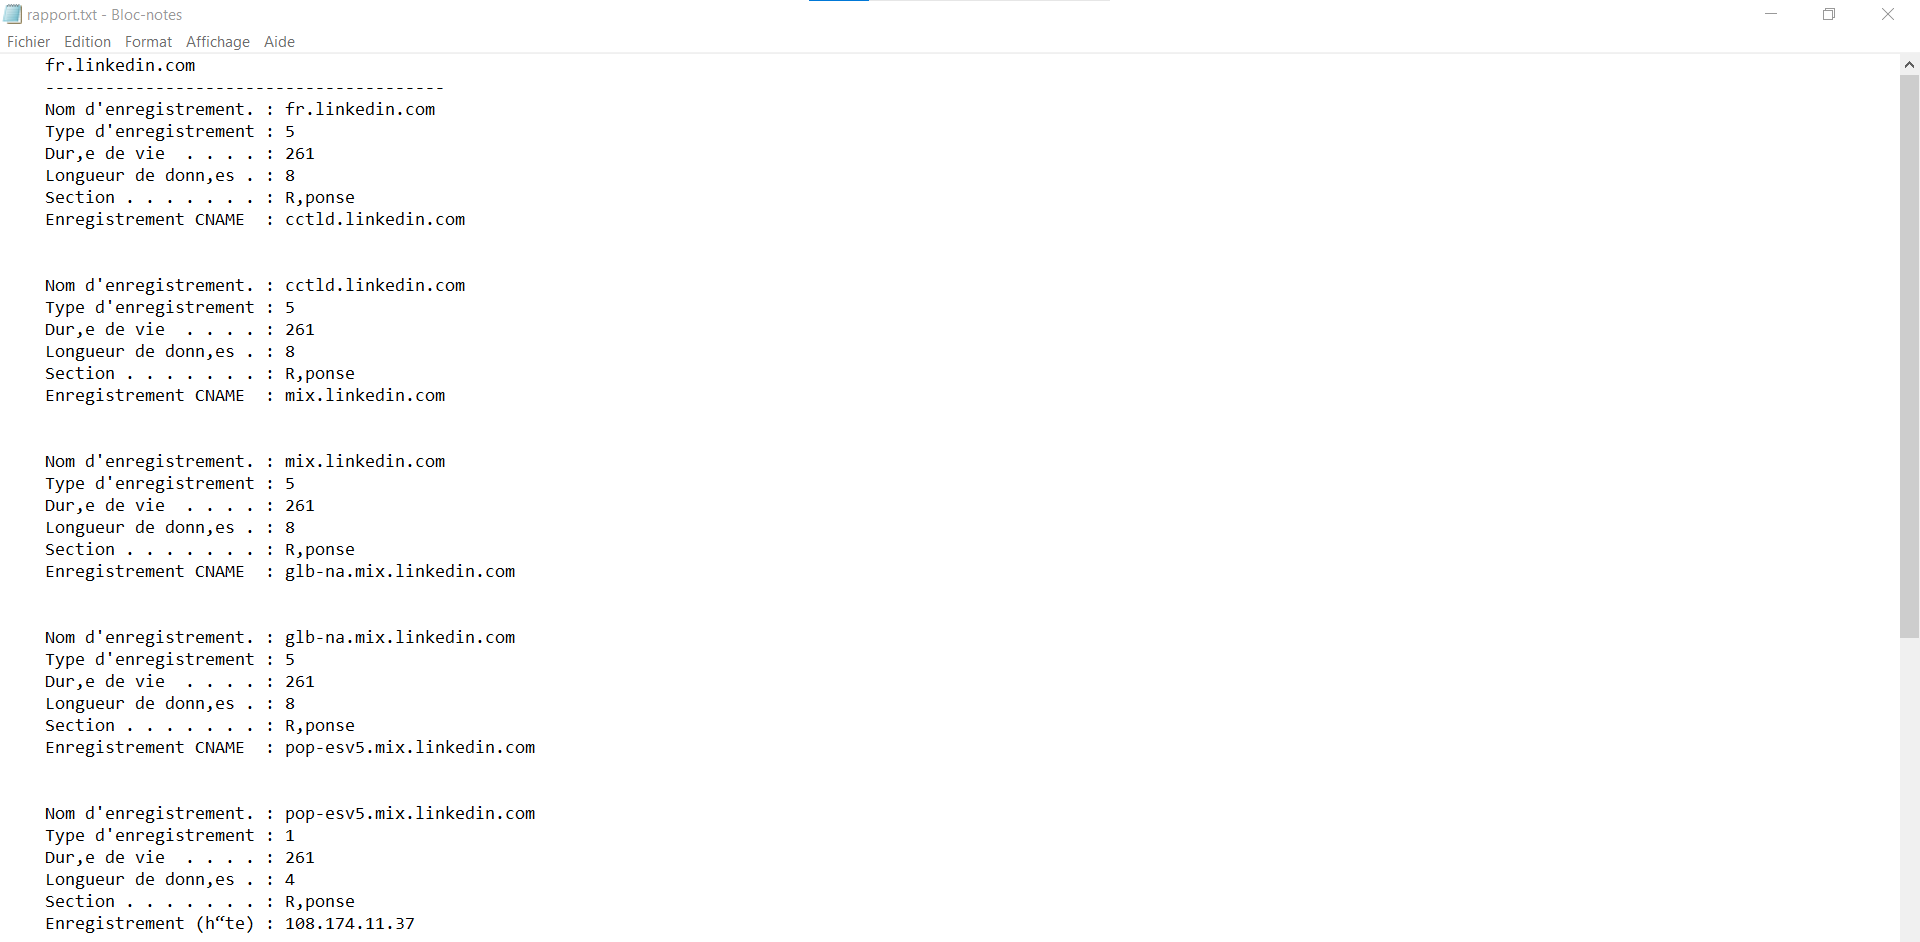 rapport.txt - Bloc-notes
Fichier Edition Format Affichage Aide
fr.linkedin.com
----------------------------------------
Nom d'enregistrement. : fr.linkedin.com
Type d'enregistrement : 5
Dur‚e de vie  . . . . : 261
Longueur de donn‚es . : 8
Section . . . . . . . : R‚ponse
Enregistrement CNAME  : cctld.linkedin.com
Nom d'enregistrement. : cctld.linkedin.com
Type d'enregistrement : 5
Dur‚e de vie  . . . . : 261
Longueur de donn‚es . : 8
Section . . . . . . . : R‚ponse
Enregistrement CNAME  : mix.linkedin.com
Nom d'enregistrement. : mix.linkedin.com
Type d'enregistrement : 5
Dur‚e de vie  . . . . : 261
Longueur de donn‚es . : 8
Section . . . . . . . : R‚ponse
Enregistrement CNAME  : glb-na.mix.linkedin.com
Nom d'enregistrement. : glb-na.mix.linkedin.com
Type d'enregistrement : 5
Dur‚e de vie  . . . . : 261
Longueur de donn‚es . : 8
Section . . . . . . . : R‚ponse
Enregistrement CNAME  : pop-esv5.mix.linkedin.com
Nom d'enregistrement. : pop-esv5.mix.linkedin.com
Type d'enregistrement : 1
Dur‚e de vie  . . . . : 261
Longueur de donn‚es . : 4
Section . . . . . . . : R‚ponse
Enregistrement (h“te) : 108.174.11.37